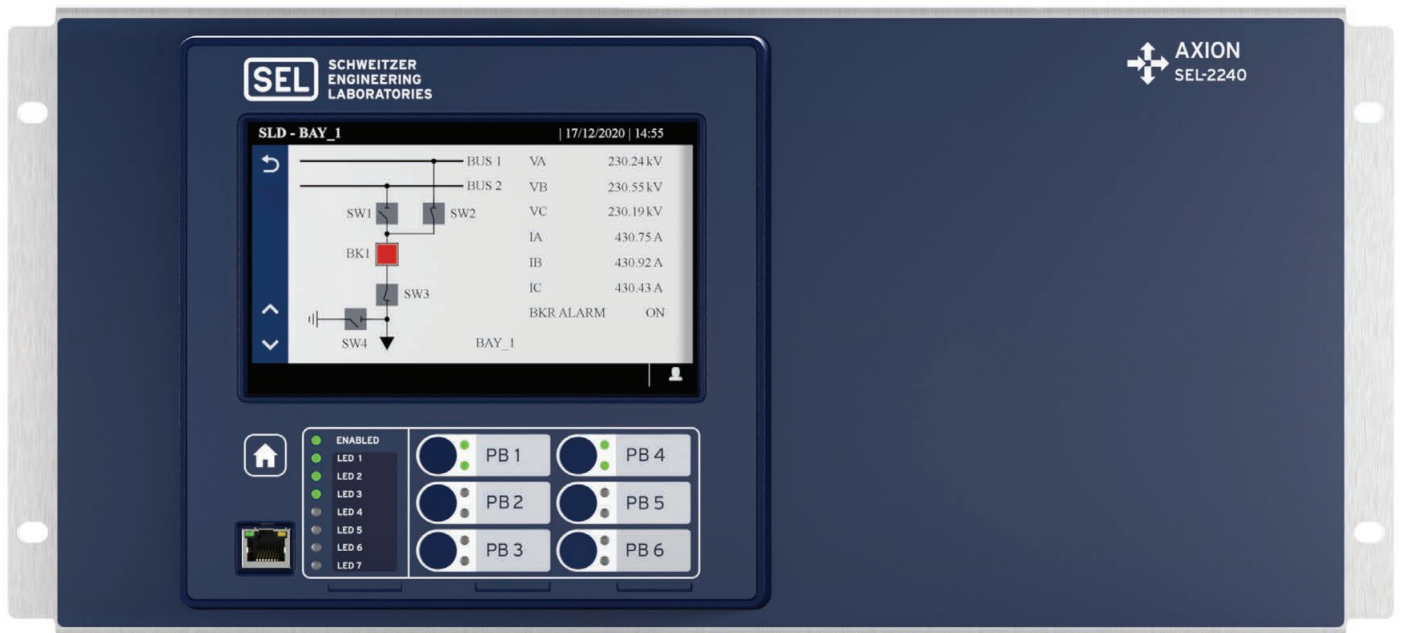 SEL SCHWEITZER
ENGINEERING
LABORATORIES
AXION
SEL-2240
SLD - BAY_1 | 17/12/2020 | 14:55
BUS 1 VA 230.24 kV
BUS 2 VB 230.55 kV
SW1 SW2 VC 230.19 kV
IA 430.75 A
BK1 IB 430.92 A
SW3 IC 430.43 A
BKR ALARM ON
SW4 BAY_1
ENABLED
LED 1
LED 2
LED 3
LED 4
LED 5
LED 6
LED 7
PB 1 PB 4
PB 2 PB 5
PB 3 PB 6